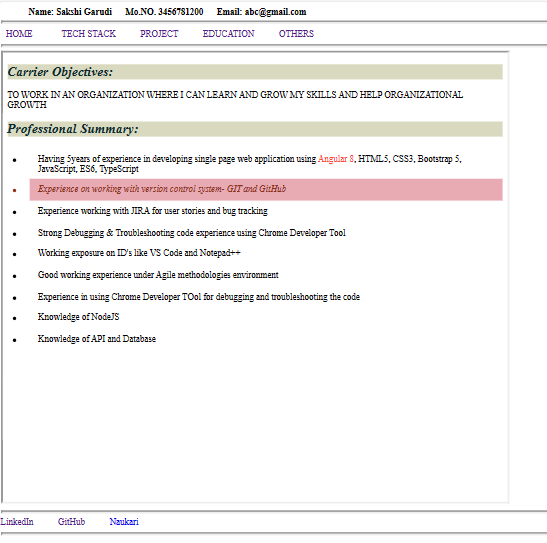 Name: Sakshi Garudi Mo.NO. 3456781200 Email: abc@gmail.com
HOME TECH STACK PROJECT EDUCATION OTHERS
Carrier Objectives:
TO WORK IN AN ORGANIZATION WHERE I CAN LEARN AND GROW MY SKILLS AND HELP ORGANIZATIONAL
GROWTH
Professional Summary:
Having 5years of experience in developing single page web application using Angular 8, HTML5, CSS3, Bootstrap 5,
JavaScript, ES6, TypeScript
Experience on working with version control system- GIT and GitHub
Experience working with JIRA for user stories and bug tracking
Strong Debugging & Troubleshooting code experience using Chrome Developer Tool
Working exposure on ID's like VS Code and Notepad++
Good working experience under Agile methodologies environment
Experience in using Chrome Developer TOol for debugging and troubleshooting the code
Knowledge of NodeJS
Knowledge of API and Database
LinkedIn GitHub Naukari